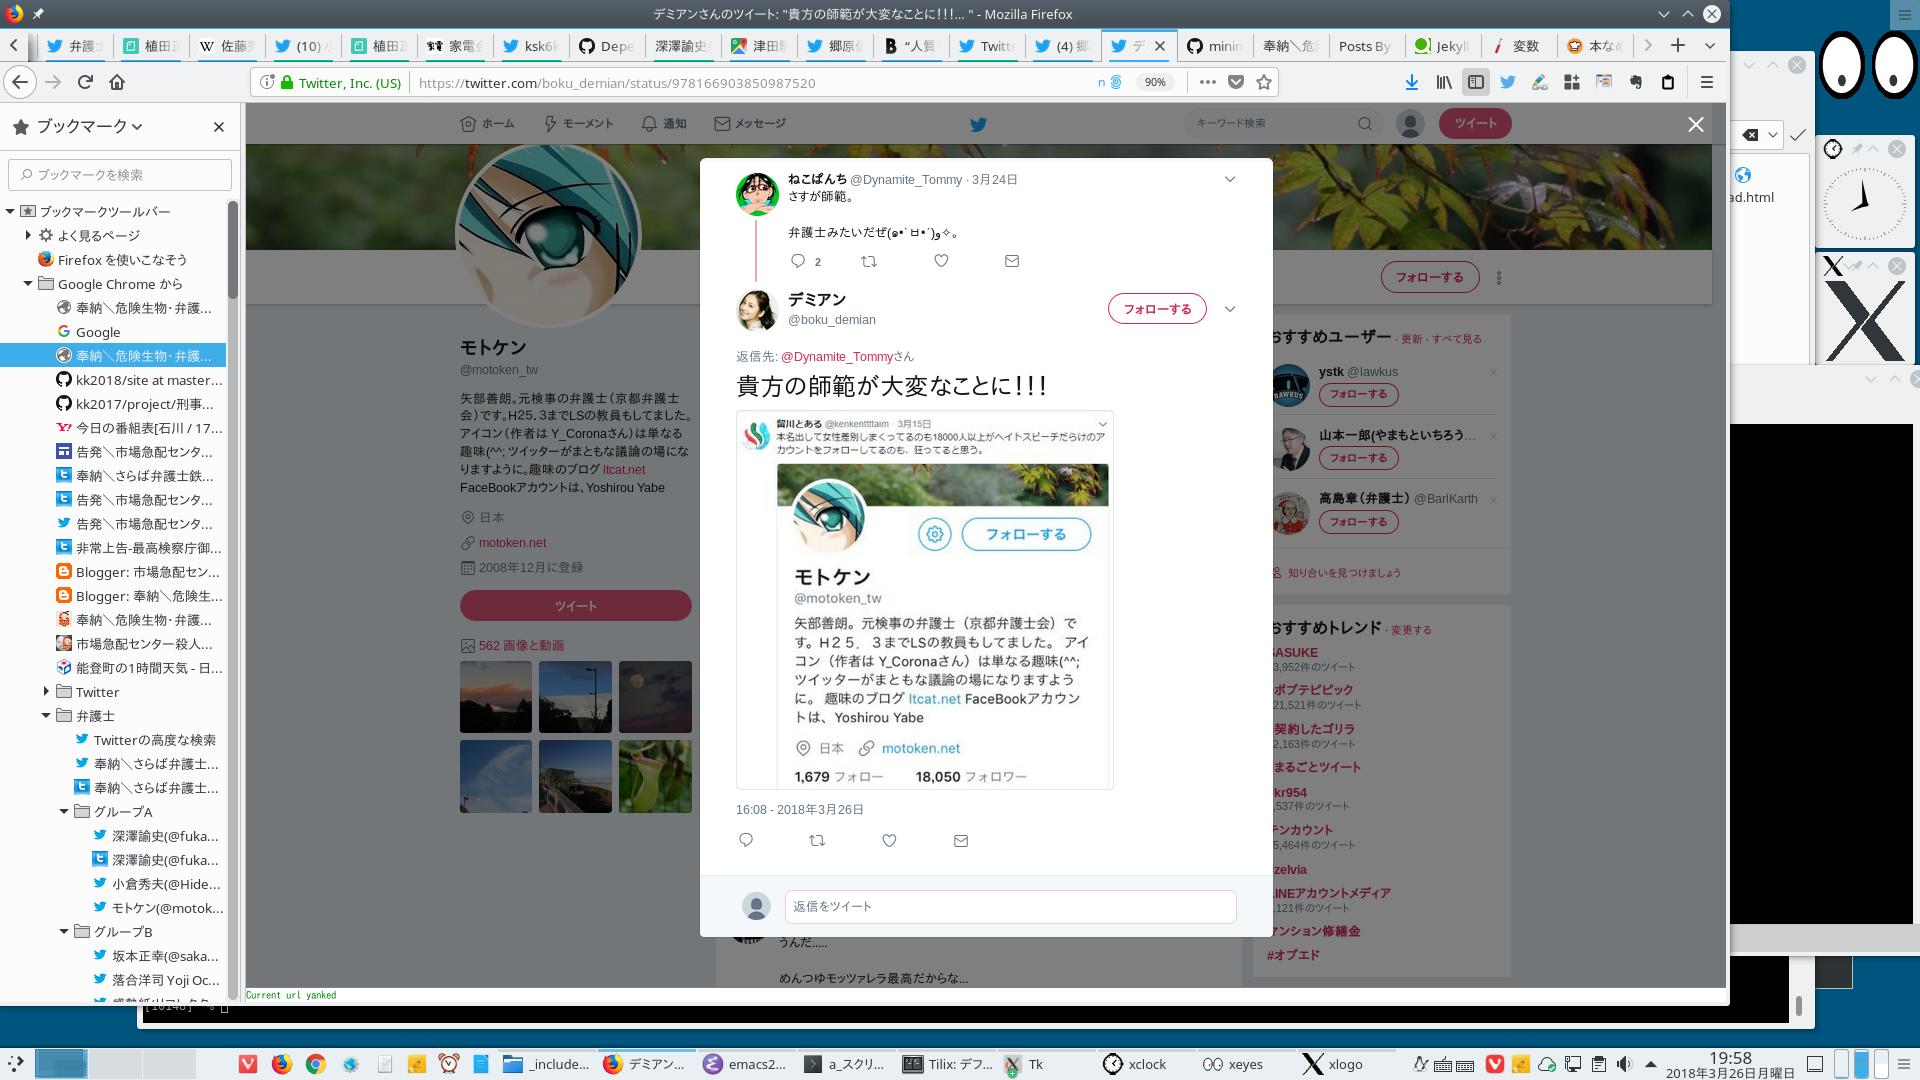 デミアンさんのツイート: "貴方の師範が大変なことに!!!... " - Mozilla Firefox
弁護士
植田正
佐藤秀
(10) 小
植田正
家電会
ksk6k
Depe
深澤諭史
津田駒
郷原信
“人質
Twitte
(4) 郷
デミ
minim
奉納＼危
Posts By
Jekyll
変数
本なめ
Twitter, Inc. (US)
https://twitter.com/boku_demian/status/978166903850987520
90%
ブックマーク
ブックマークを検索
ブックマークツールバー
よく見るページ
Firefox を使いこなそう
Google Chrome から
奉納＼危険生物・弁護...
Google
奉納＼危険生物・弁護...
kk2018/site at master...
kk2017/project/刑事...
今日の番組表[石川 / 17...
告発＼市場急配センタ...
奉納＼さらば弁護士鉄...
告発＼市場急配センタ...
告発＼市場急配センタ...
非常上告-最高検察庁御...
Blogger: 市場急配セン...
Blogger: 奉納＼危険生...
奉納＼危険生物・弁護...
市場急配センター殺人...
能登町の1時間天気 - 日...
Twitter
弁護士
Twitterの高度な検索
奉納＼さらば弁護士...
奉納＼さらば弁護士...
グループA
深澤諭史(@fuka...
深澤諭史(@fuka...
小倉秀夫(@Hide...
モトケン(@motok...
グループB
坂本正幸(@saka...
落合洋司 Yoji Oc...
ホーム
モーメント
通知
メッセージ
キーワード検索
ツイート
フォローする
モトケン
@motoken_tw
矢部善朗。元検事の弁護士（京都弁護士
会）です。H25，3までLSの教員もしてました。
アイコン（作者は Y_Coronaさん）は単なる
趣味(^^; ツイッターがまともな議論の場にな
りますように。趣味のブログ ltcat.net
FaceBookアカウントは、Yoshirou Yabe
日本
motoken.net
2008年12月に登録
ツイート
562 画像と動画
ねこぱんち @Dynamite_Tommy · 3月24日
さすが師範。
弁護士みたいだぜ(๑•̀ㅂ•́)و✧。
2
デミアン
@boku_demian
フォローする
返信先: @Dynamite_Tommyさん
貴方の師範が大変なことに！！！
留川とある @kenkenttttaim · 3月15日
本名出して女性差別しまくってるのも18000人以上がヘイトスピーチだらけのア
カウントをフォローしてるのも、狂ってると思う。
フォローする
モトケン
@motoken_tw
矢部善朗。元検事の弁護士（京都弁護士会）で
す。H２５，３までLSの教員もしてました。 アイ
コン（作者は Y_Coronaさん）は単なる趣味(^^;
ツイッターがまともな議論の場になりますよう
に。 趣味のブログ ltcat.net FaceBookアカウン
トは、Yoshirou Yabe
日本 motoken.net
1,679 フォロー 18,050 フォロワー
16:08 - 2018年3月26日
返信をツイート
うんだ.....
めんつゆモッツァレラ最高だからな...
おすすめユーザー · 更新 · すべて見る
ystk @lawkus
フォローする
山本一郎(やまもといちろう...
フォローする
高島章（弁護士） @BarlKarth
フォローする
知り合いを見つけましょう
おすすめトレンド · 変更する
SASUKE
3,952件のツイート
ポプテピピック
21,521件のツイート
契約したゴリラ
2,163件のツイート
まるごとツイート
kr954
,537件のツイート
テンカウント
5,464件のツイート
zelvia
LINEアカウントメディア
,121件のツイート
マンション修繕金
#オプエド
Current url yanked
ad.html
_include...
デミアン...
emacs2...
a_スクリ...
Tilix: デフ...
Tk
xclock
xeyes
xlogo
19:58
2018年3月26日月曜日